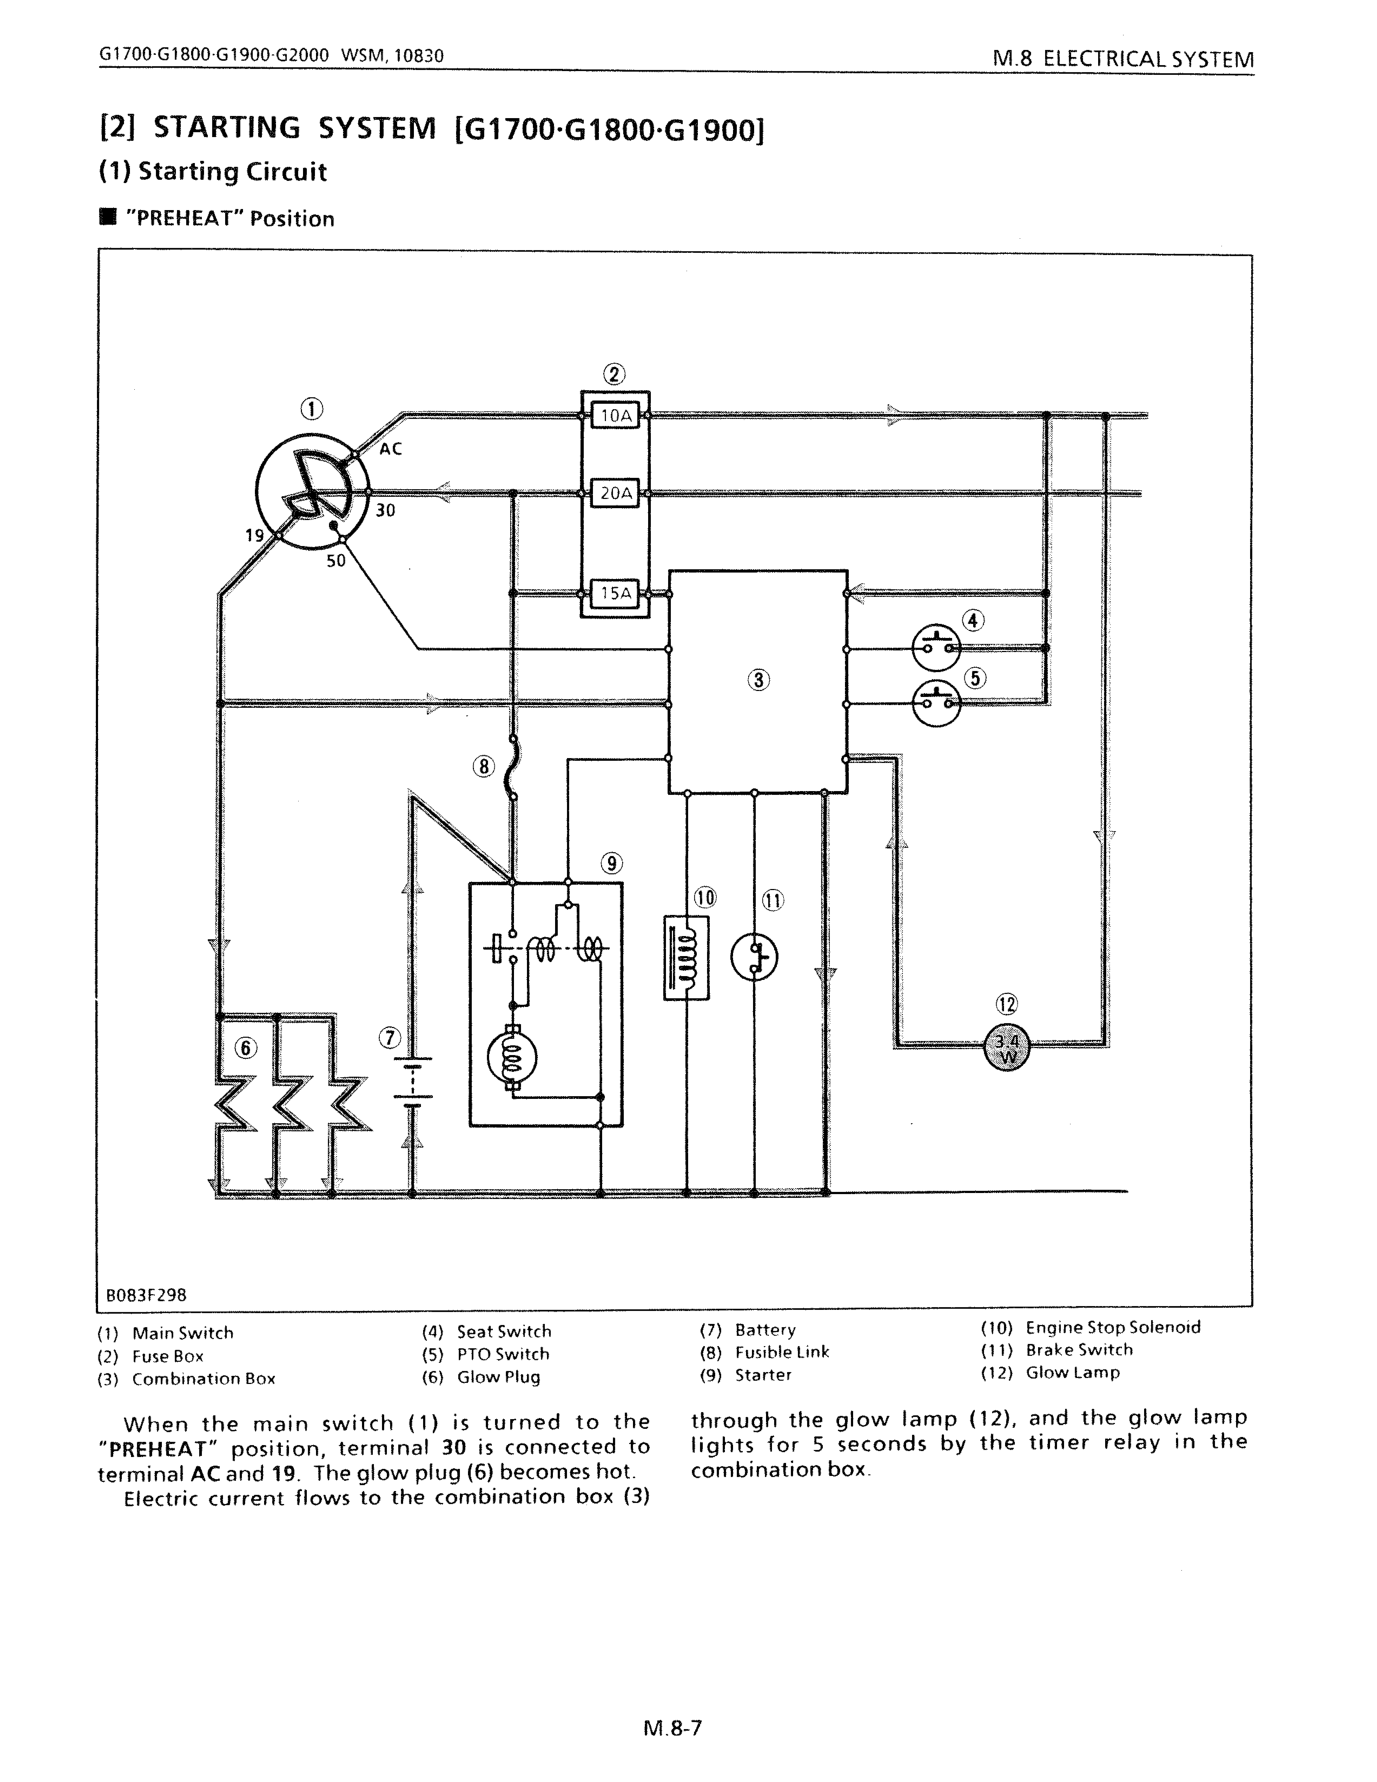 G1700·G1800·G1900·G2000 WSM, 10830
M.8 ELECTRICAL SYSTEM
[2] STARTING SYSTEM [G1700·G1800·G1900]
(1) Starting Circuit
■ "PREHEAT" Position
②
①
10A
AC
20A
30
19
50
15A
④
③
⑤
⑧
⑨
⑩
⑪
⑫
⑦
⑥
3.4
W
B083F298
(1) Main Switch
(2) Fuse Box
(3) Combination Box
(4) Seat Switch
(5) PTO Switch
(6) Glow Plug
(7) Battery
(8) Fusible Link
(9) Starter
(10) Engine Stop Solenoid
(11) Brake Switch
(12) Glow Lamp
When the main switch (1) is turned to the
"PREHEAT" position, terminal 30 is connected to
terminal AC and 19. The glow plug (6) becomes hot.
Electric current flows to the combination box (3)
through the glow lamp (12), and the glow lamp
lights for 5 seconds by the timer relay in the
combination box.
M.8-7